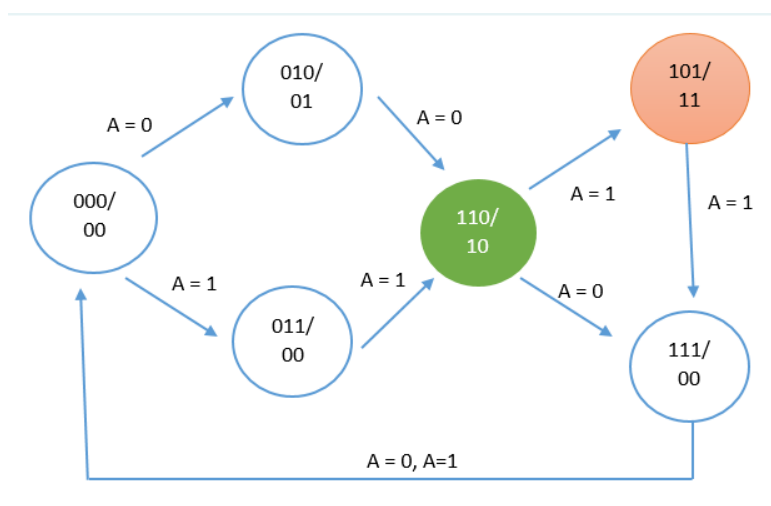 010/
01
101/
11
A = 0
A = 0
000/
00
110/
10
A = 1
A = 1
A = 1
A = 1
A = 0
011/
00
111/
00
A = 0, A=1